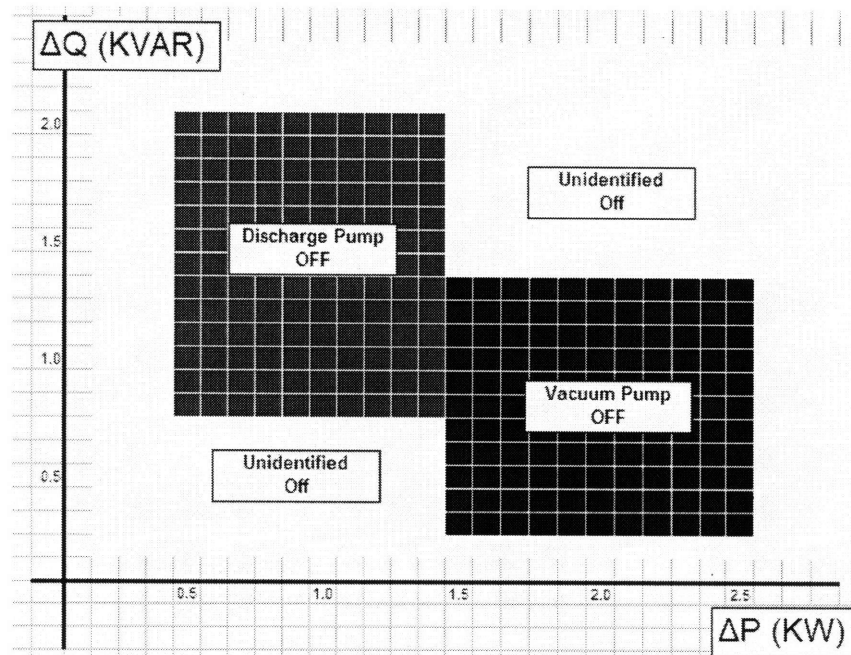 ΔQ (KVAR)
2.0
Unidentified
Off
Discharge Pump
OFF
1.5
1.0
Vacuum Pump
OFF
Unidentified
Off
0.5
0.5 1.0 1.5 2.0 2.5
ΔP (KW)